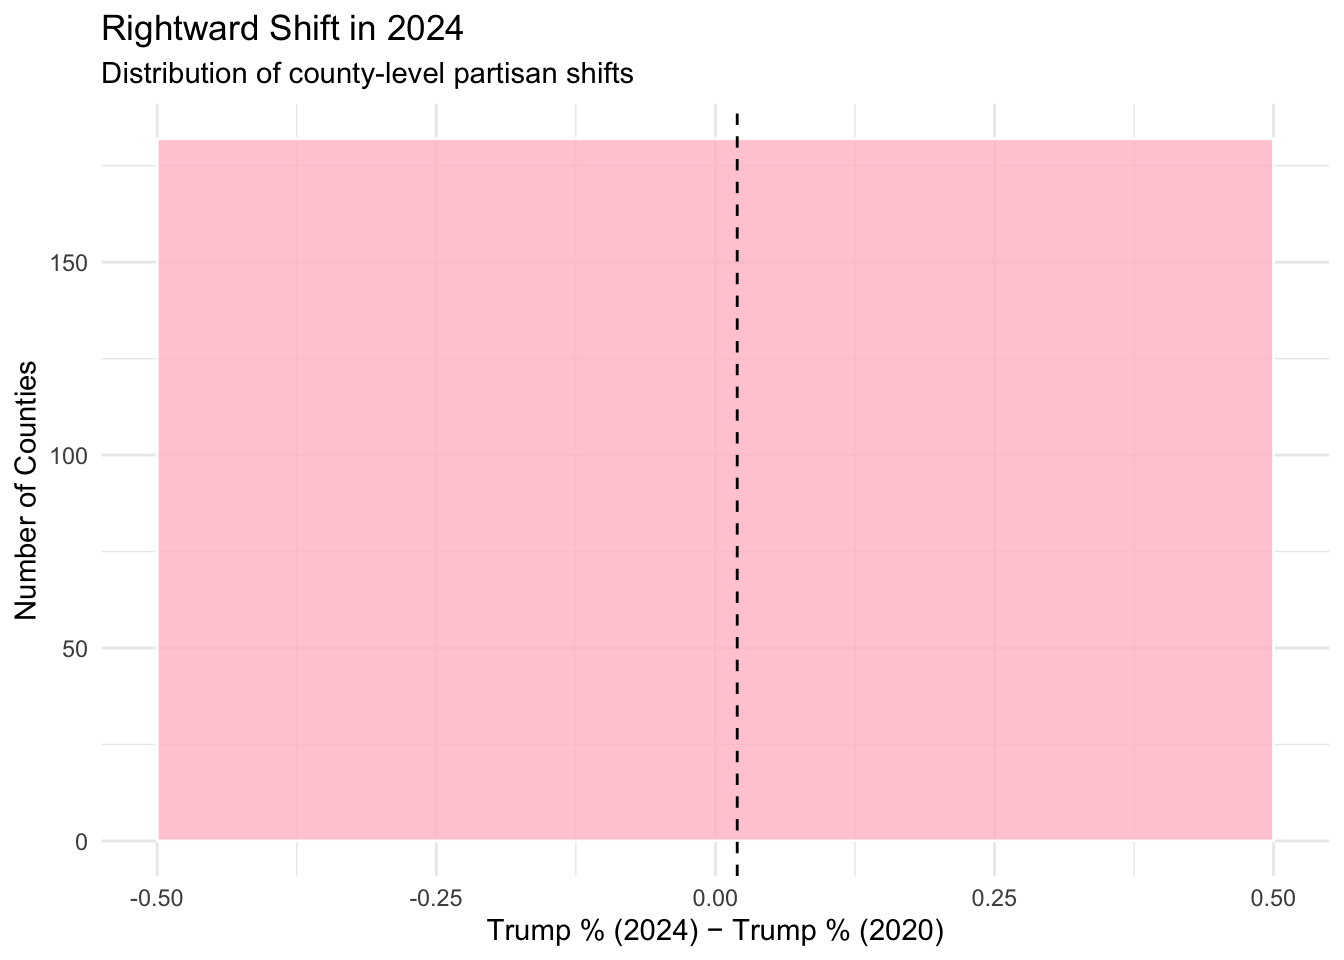 Rightward Shift in 2024
Distribution of county-level partisan shifts
Number of Counties
150
100
50
0
-0.50
-0.25
0.00
0.25
0.50
Trump % (2024) − Trump % (2020)